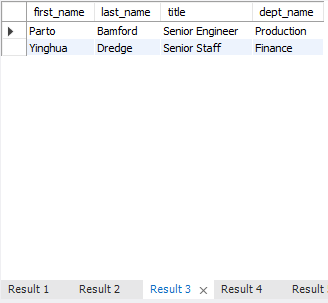 first_name last_name title dept_name
Parto Bamford Senior Engineer Production
Yinghua Dredge Senior Staff Finance
Result 1 Result 2 Result 3 × Result 4 Result